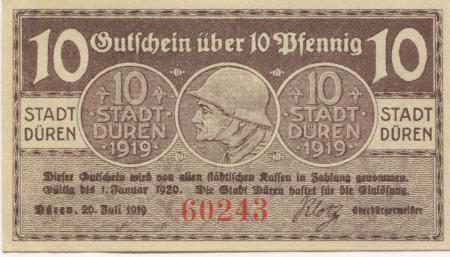 10 Gutschein über 10 Pfennig 10
10 STADT DÜREN 1919
10 STADT DÜREN 1919
STADT DÜREN
STADT DÜREN
Dieser Gutschein wird von allen städtischen Kassen in Zahlung genommen.
Gültig bis 1. Januar 1920. Die Stadt Düren haftet für die Einlösung.
Düren, 20. Juli 1919 60243 Klotz Oberbürgermeister